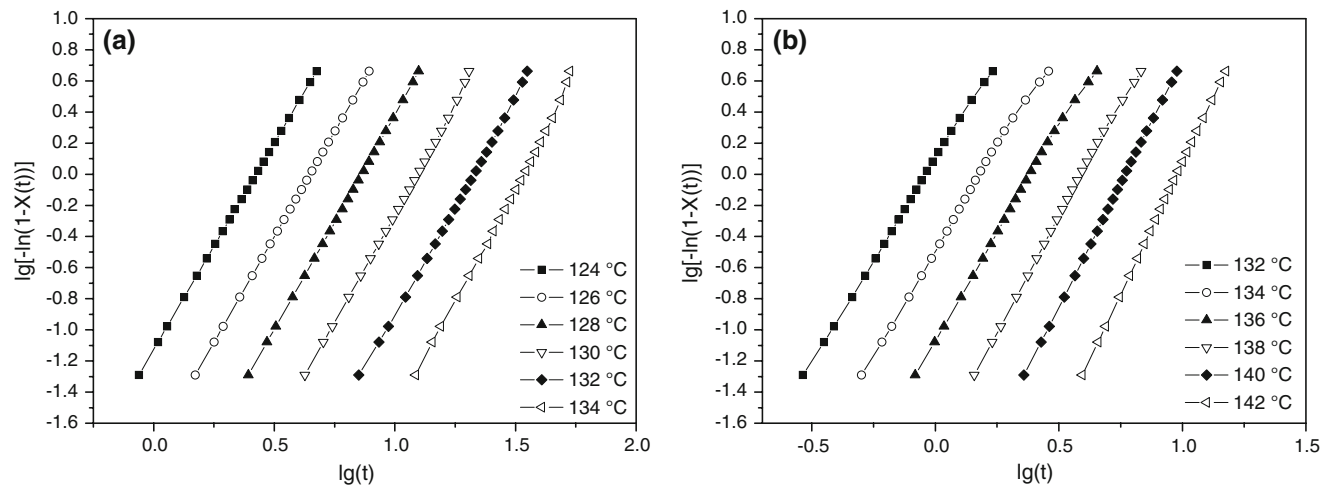 (a)
lg[-ln(1-X(t))]
1.0
0.8
0.6
0.4
0.2
0.0
-0.2
-0.4
-0.6
-0.8
-1.0
-1.2
-1.4
-1.6
124 °C
126 °C
128 °C
130 °C
132 °C
134 °C
0.0 0.5 1.0 1.5 2.0
lg(t)
(b)
lg[-ln(1-X(t))]
1.0
0.8
0.6
0.4
0.2
0.0
-0.2
-0.4
-0.6
-0.8
-1.0
-1.2
-1.4
-1.6
132 °C
134 °C
136 °C
138 °C
140 °C
142 °C
-0.5 0.0 0.5 1.0 1.5
lg(t)